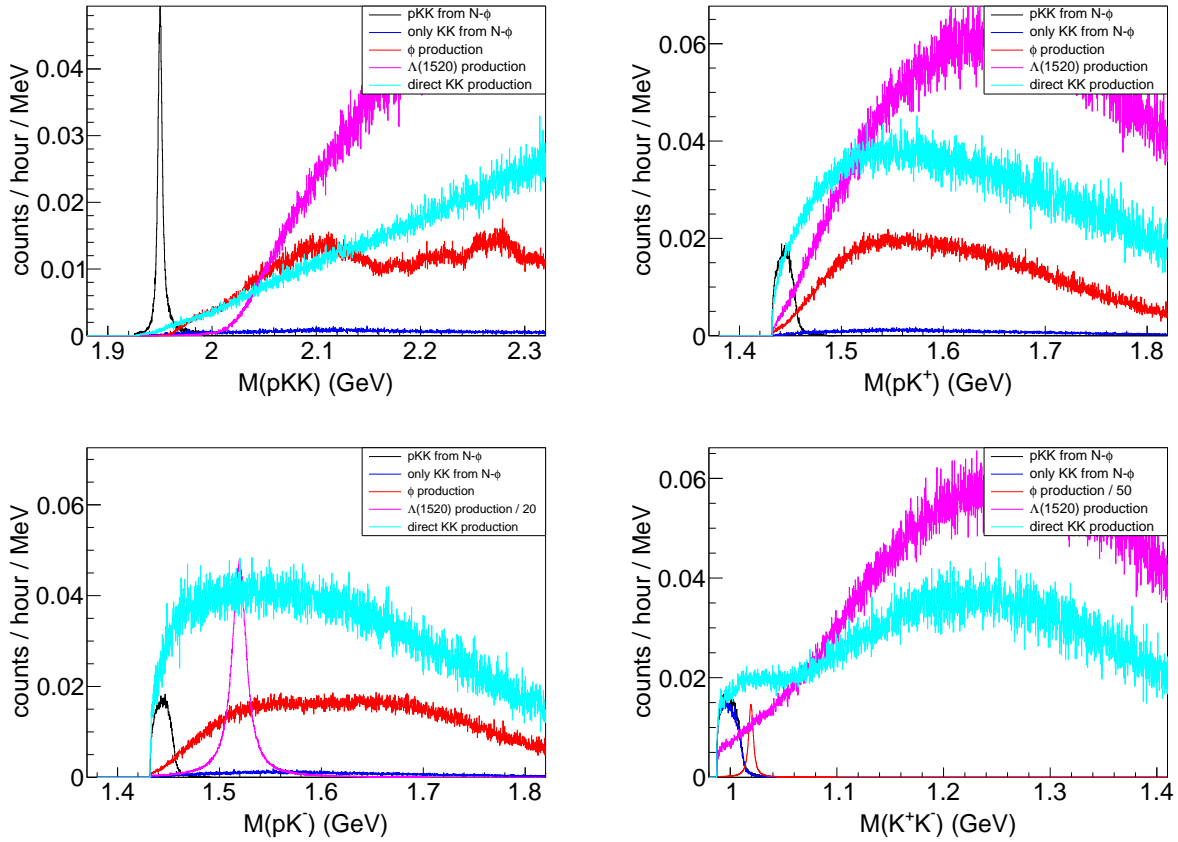 counts / hour / MeV
0.04
0.03
0.02
0.01
0
pKK from N-ϕ
only KK from N-ϕ
ϕ production
Λ(1520) production
direct KK production
1.9 2 2.1 2.2 2.3
M(pKK) (GeV)
counts / hour / MeV
0.06
0.04
0.02
0
pKK from N-ϕ
only KK from N-ϕ
ϕ production
Λ(1520) production
direct KK production
1.4 1.5 1.6 1.7 1.8
M(pK⁺) (GeV)
counts / hour / MeV
0.06
0.04
0.02
0
pKK from N-ϕ
only KK from N-ϕ
ϕ production
Λ(1520) production / 20
direct KK production
1.4 1.5 1.6 1.7 1.8
M(pK⁻) (GeV)
counts / hour / MeV
0.06
0.04
0.02
0
pKK from N-ϕ
only KK from N-ϕ
ϕ production / 50
Λ(1520) production
direct KK production
1 1.1 1.2 1.3 1.4
M(K⁺K⁻) (GeV)